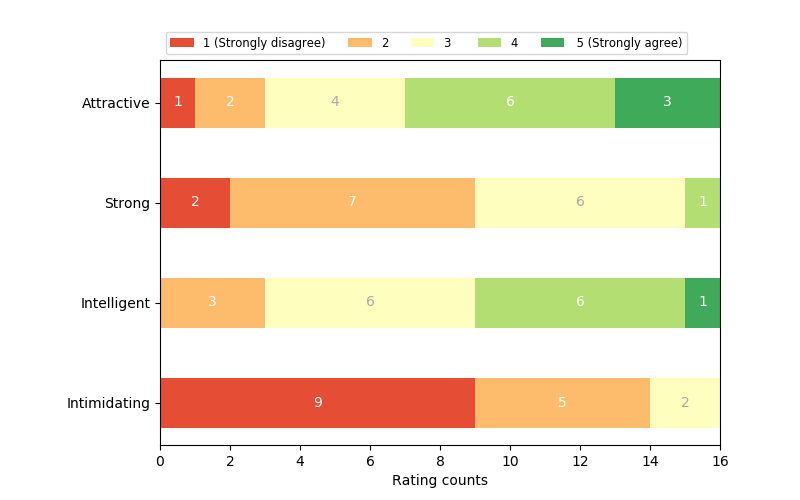 1 (Strongly disagree) 2 3 4 5 (Strongly agree)
Attractive 1 2 4 6 3
Strong 2 7 6 1
Intelligent 3 6 6 1
Intimidating 9 5 2
0 2 4 6 8 10 12 14 16
Rating counts